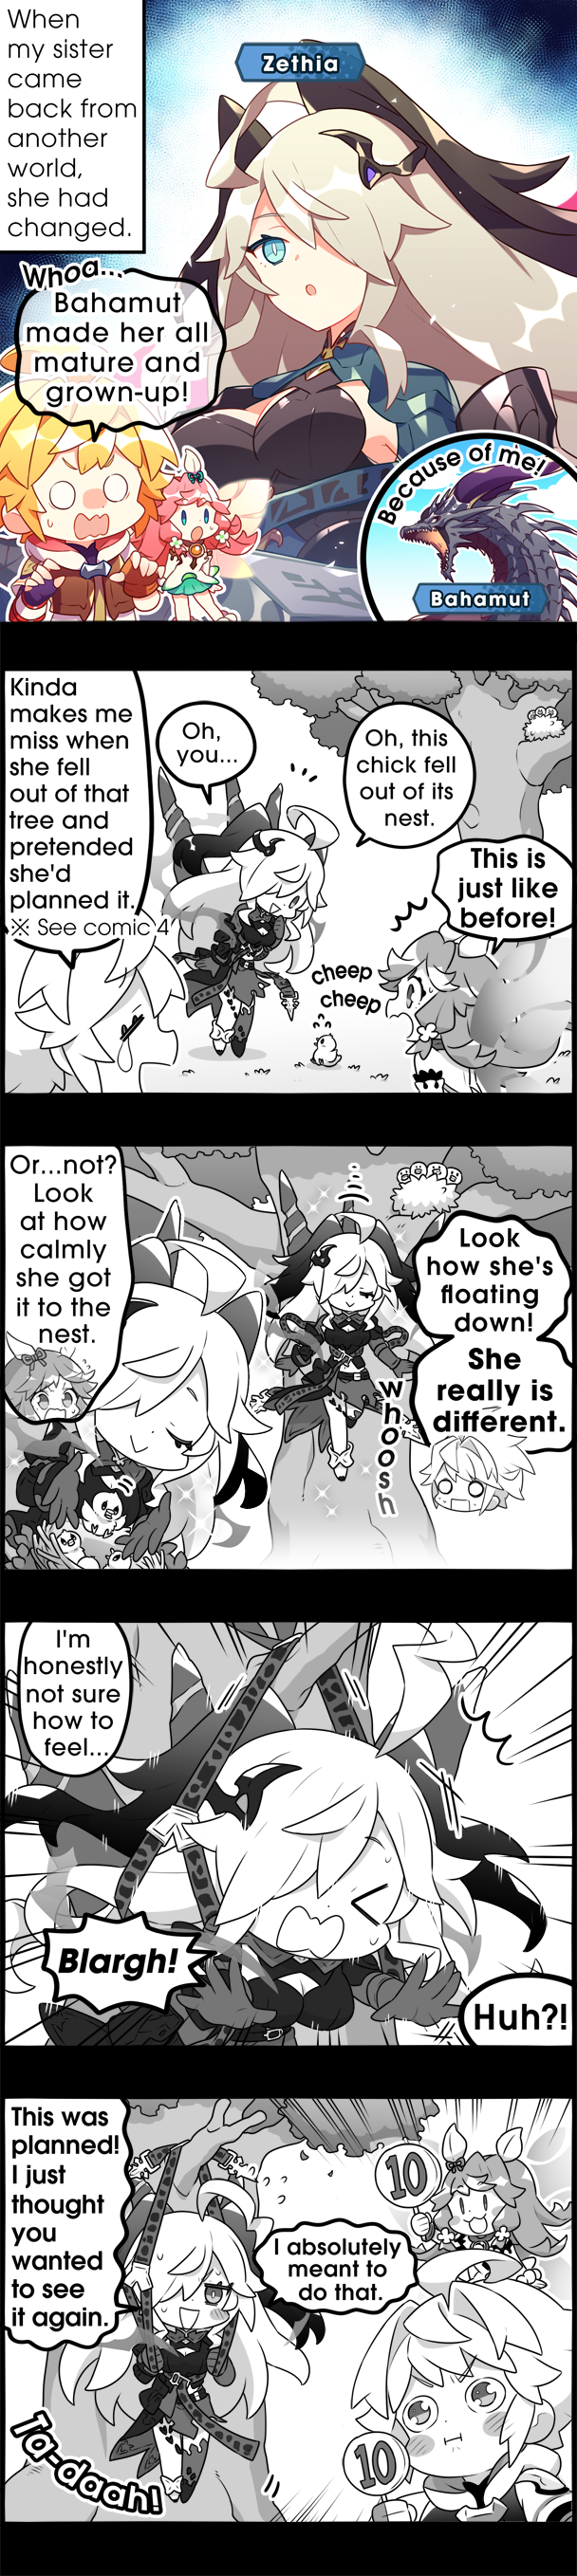 When
my sister
came
back from
another
world,
she had
changed.
Zethia
Whoa...
Bahamut
made her all
mature and
grown-up!
Because of me!
Bahamut
Kinda
makes me
miss when
she fell
out of that
tree and
pretended
she'd
planned it.
※ See comic 4
Oh,
you...
Oh, this
chick fell
out of its
nest.
This is
just like
before!
cheep
cheep
Or...not?
Look
at how
calmly
she got
it to the
nest.
Look
how she's
floating
down!
She
really is
different.
whoosh
I'm
honestly
not sure
how to
feel...
Blargh!
Huh?!
This was
planned!
I just
thought
you
wanted
to see
it again.
I absolutely
meant to
do that.
10
10
Ta-daah!